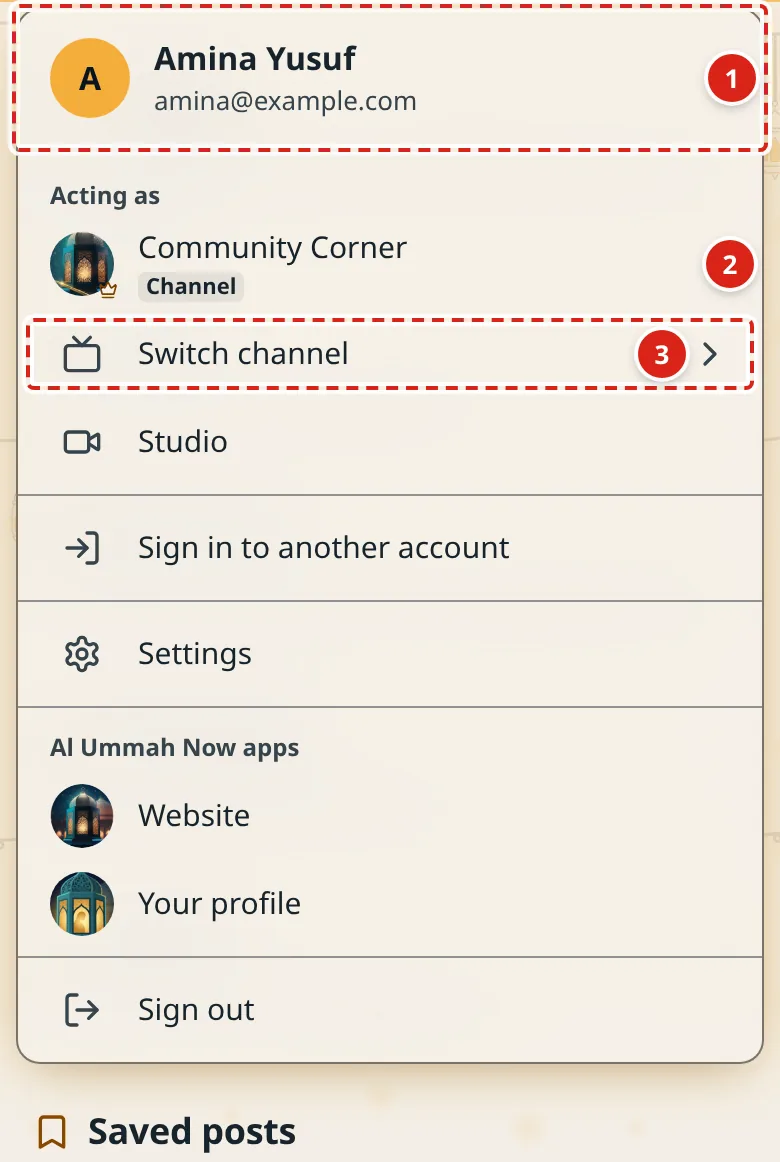 A
Amina Yusuf
amina@example.com
1
Acting as
Community Corner
Channel
2
Switch channel
3
Studio
Sign in to another account
Settings
Al Ummah Now apps
Website
Your profile
Sign out
Saved posts